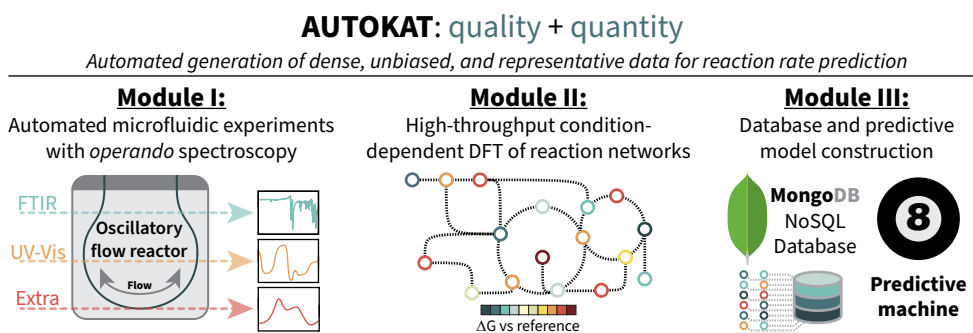 AUTOKAT: quality + quantity
Automated generation of dense, unbiased, and representative data for reaction rate prediction
Module I:
Automated microfluidic experiments
with operando spectroscopy
FTIR
UV-Vis
Extra
Oscillatory
flow reactor
Flow
Module II:
High-throughput condition-
dependent DFT of reaction networks
ΔG vs reference
Module III:
Database and predictive
model construction
MongoDB
NoSQL
Database
8
Predictive
machine